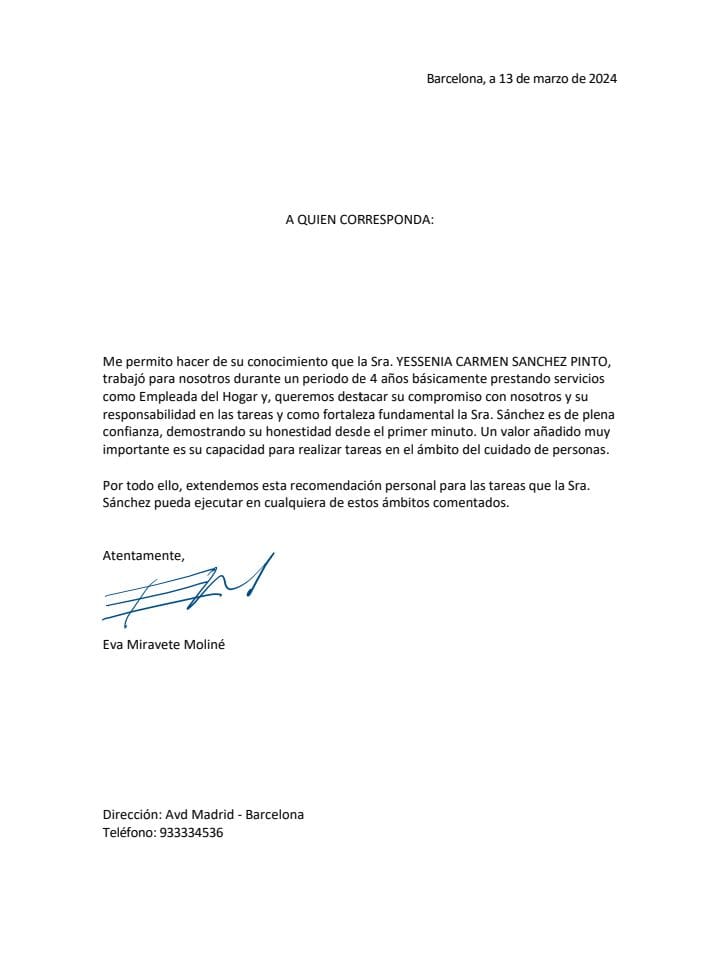 Barcelona, a 13 de marzo de 2024
A QUIEN CORRESPONDA:
Me permito hacer de su conocimiento que la Sra. YESSENIA CARMEN SANCHEZ PINTO,
trabajó para nosotros durante un periodo de 4 años básicamente prestando servicios
como Empleada del Hogar y, queremos destacar su compromiso con nosotros y su
responsabilidad en las tareas y como fortaleza fundamental la Sra. Sánchez es de plena
confianza, demostrando su honestidad desde el primer minuto. Un valor añadido muy
importante es su capacidad para realizar tareas en el ámbito del cuidado de personas.
Por todo ello, extendemos esta recomendación personal para las tareas que la Sra.
Sánchez pueda ejecutar en cualquiera de estos ámbitos comentados.
Atentamente,
Eva Miravete Moliné
Dirección: Avd Madrid - Barcelona
Teléfono: 933334536